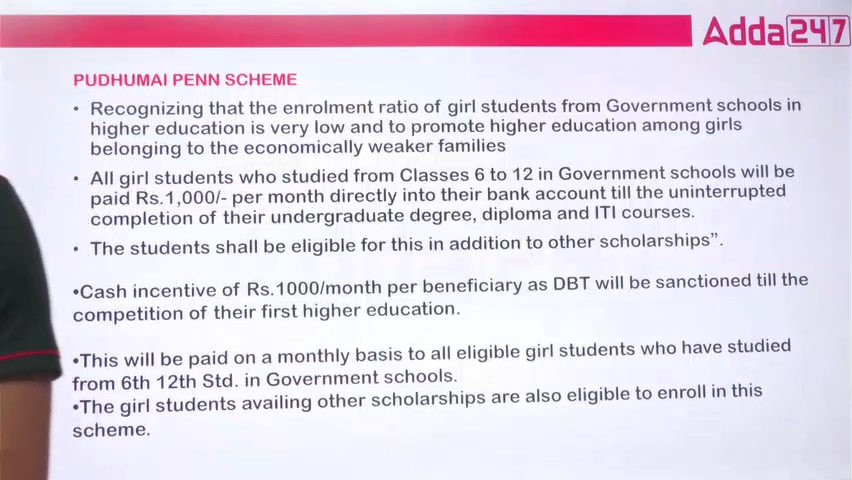 Adda247
PUDHUMAI PENN SCHEME
• Recognizing that the enrolment ratio of girl students from Government schools in
higher education is very low and to promote higher education among girls
belonging to the economically weaker families
• All girl students who studied from Classes 6 to 12 in Government schools will be
paid Rs.1,000/- per month directly into their bank account till the uninterrupted
completion of their undergraduate degree, diploma and ITI courses.
• The students shall be eligible for this in addition to other scholarships”.
•Cash incentive of Rs.1000/month per beneficiary as DBT will be sanctioned till the
competition of their first higher education.
•This will be paid on a monthly basis to all eligible girl students who have studied
from 6th 12th Std. in Government schools.
•The girl students availing other scholarships are also eligible to enroll in this
scheme.